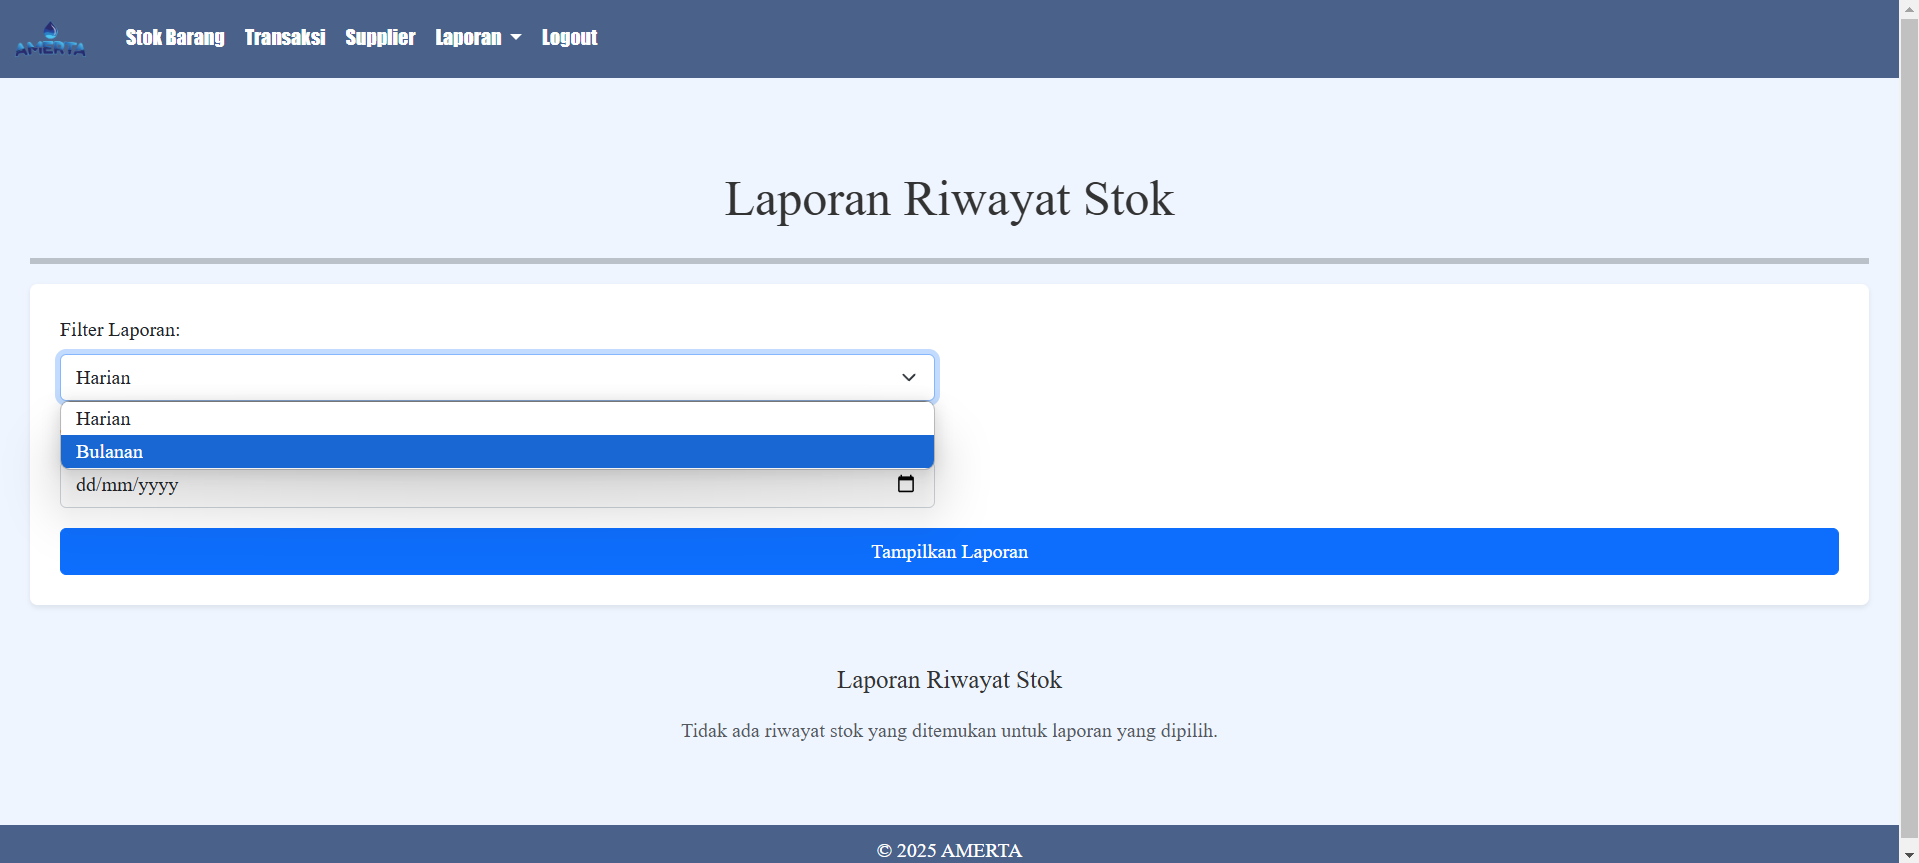 AMERTA
Stok Barang Transaksi Supplier Laporan Logout
Laporan Riwayat Stok
Filter Laporan:
Harian
Harian
Bulanan
dd/mm/yyyy
Tampilkan Laporan
Laporan Riwayat Stok
Tidak ada riwayat stok yang ditemukan untuk laporan yang dipilih.
© 2025 AMERTA